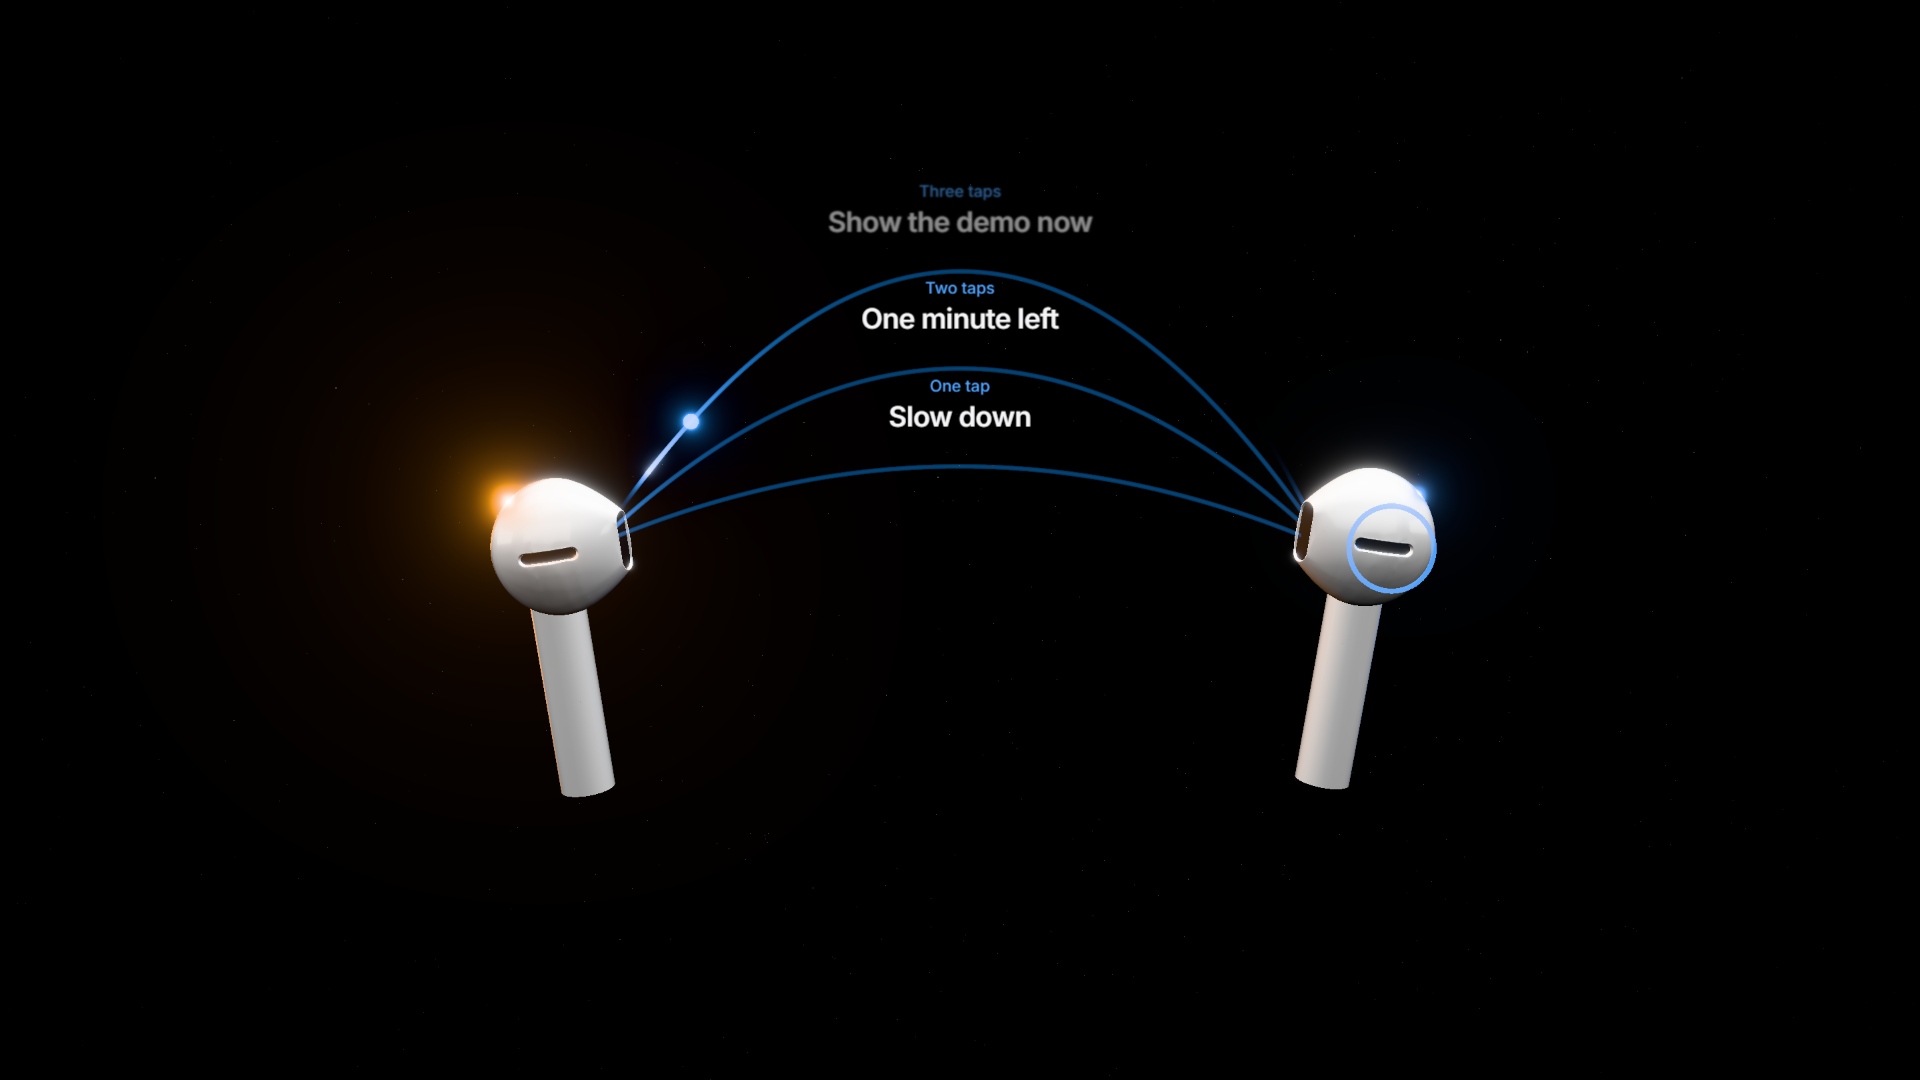 Three taps
Show the demo now
Two taps
One minute left
One tap
Slow down